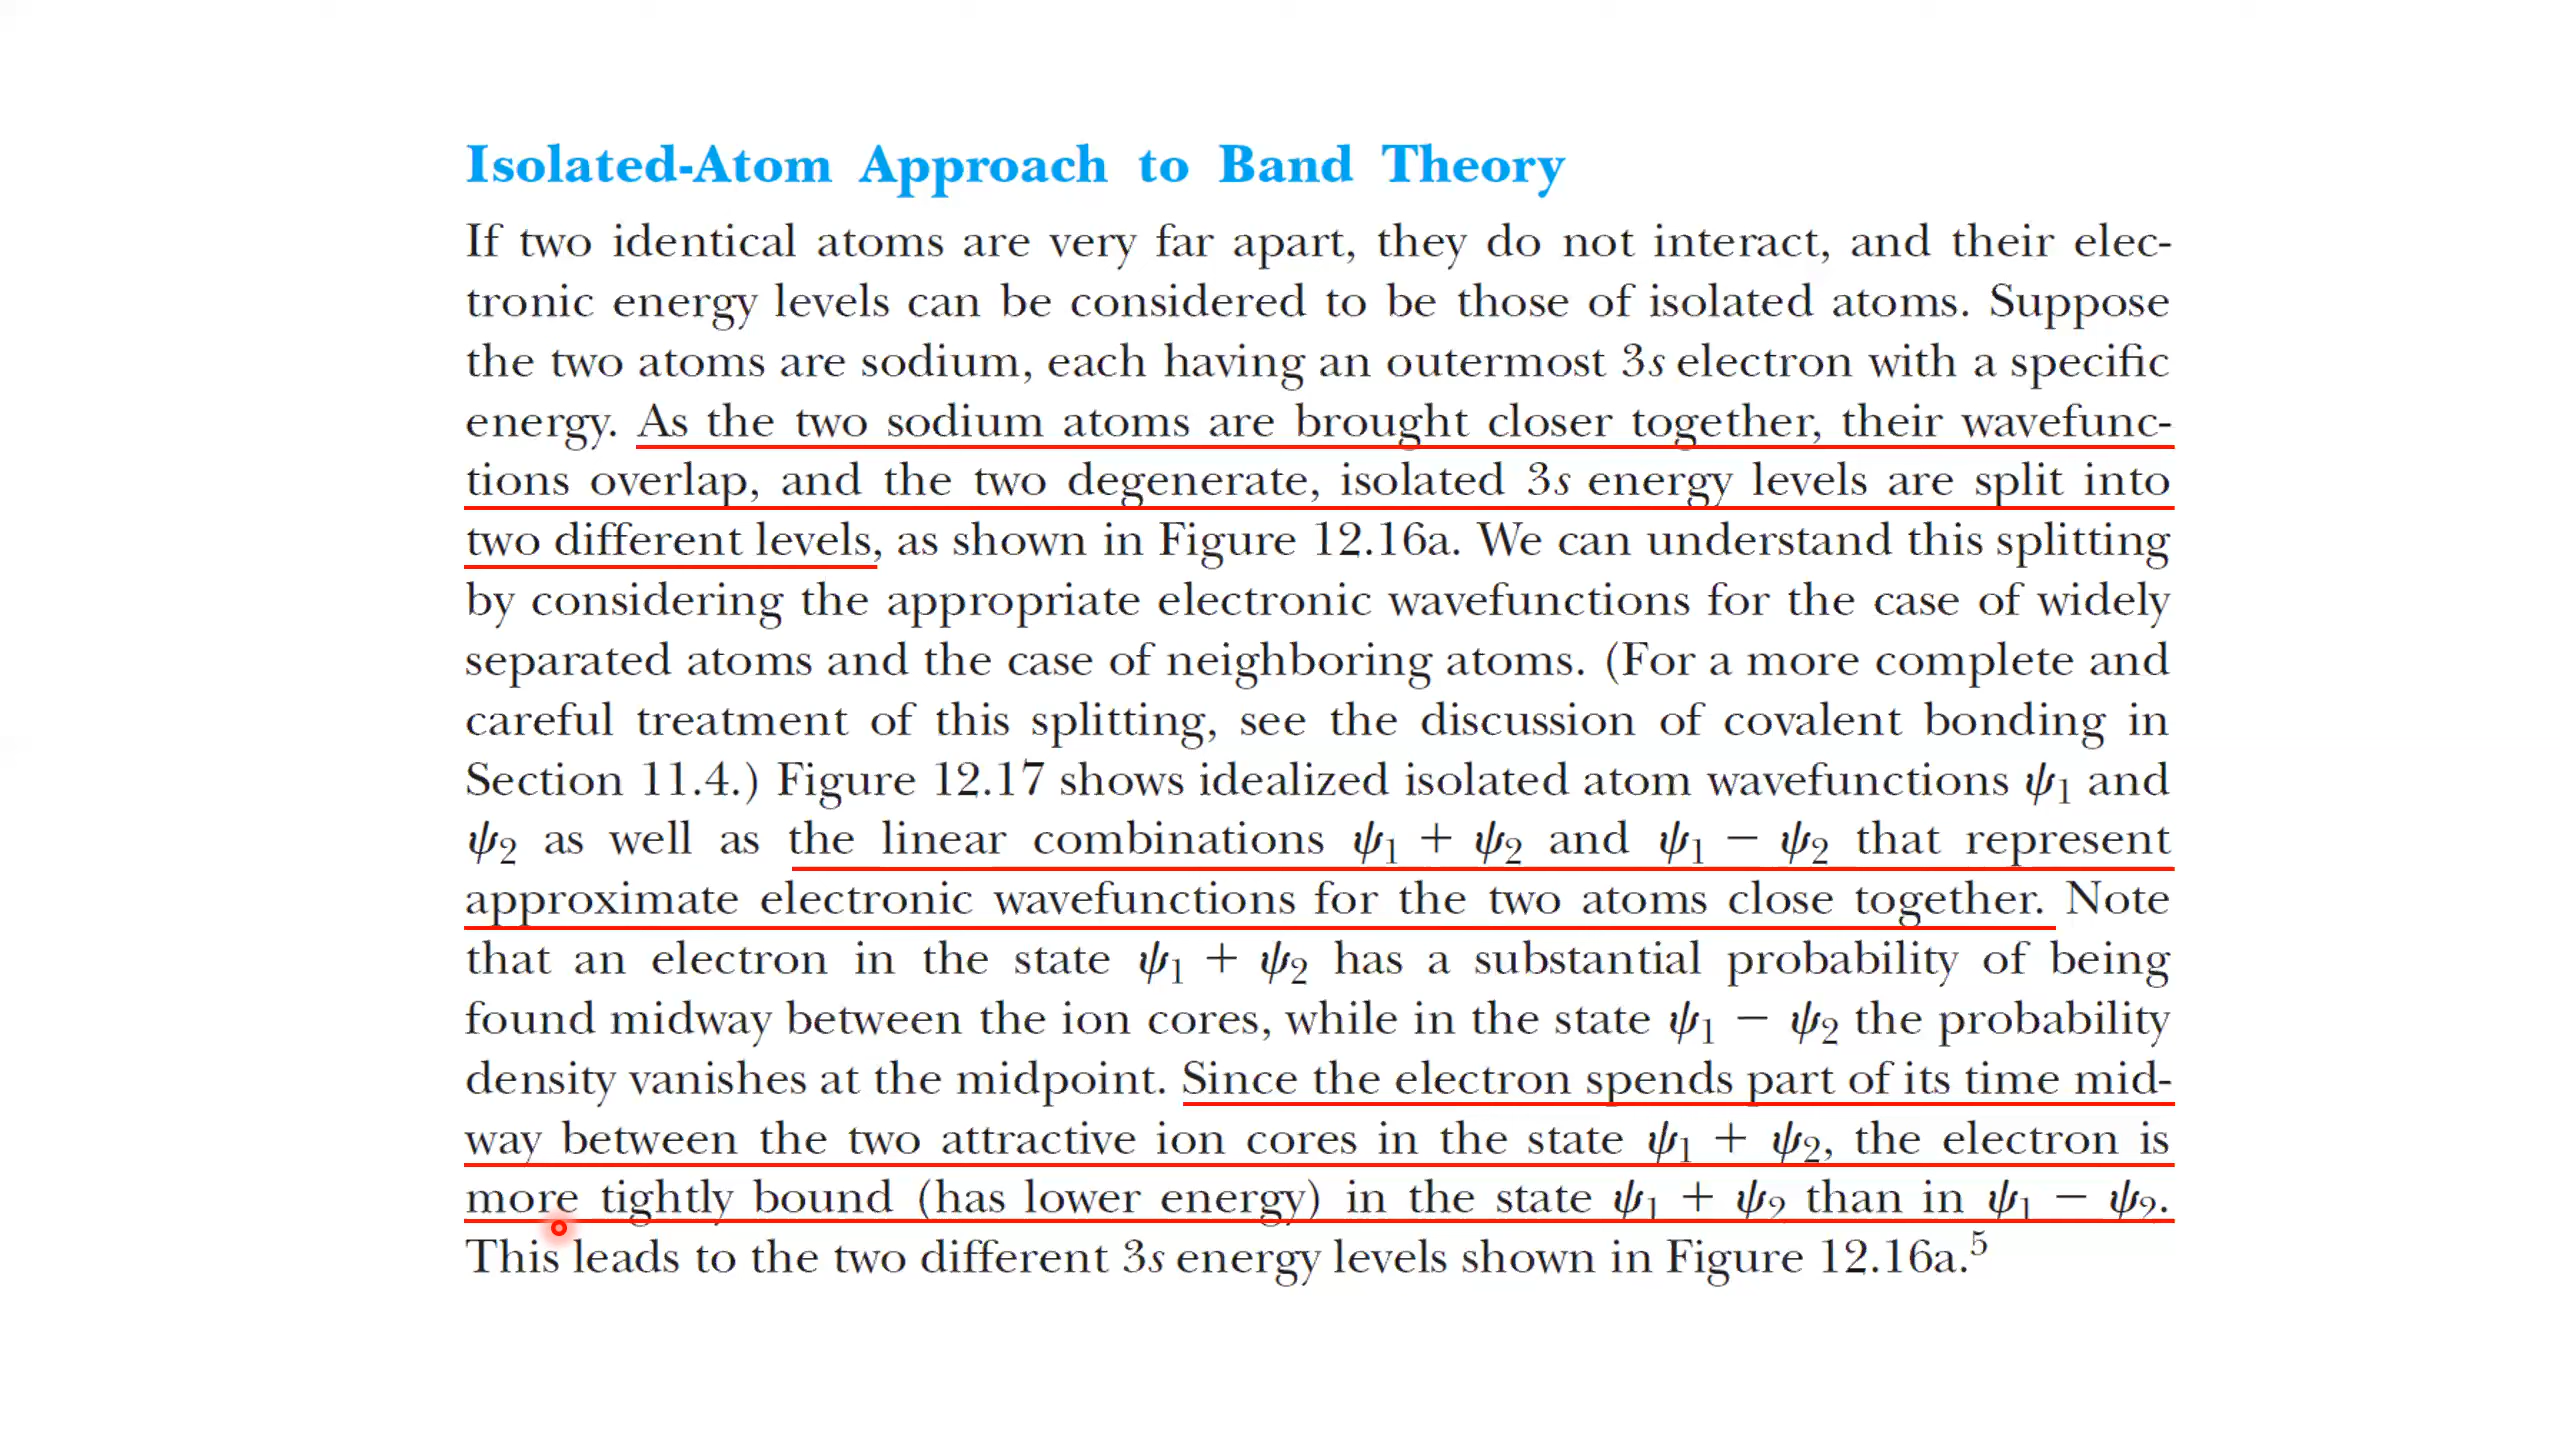 Isolated-Atom Approach to Band Theory
If two identical atoms are very far apart, they do not interact, and their elec-
tronic energy levels can be considered to be those of isolated atoms. Suppose
the two atoms are sodium, each having an outermost 3s electron with a specific
energy. As the two sodium atoms are brought closer together, their wavefunc-
tions overlap, and the two degenerate, isolated 3s energy levels are split into
two different levels, as shown in Figure 12.16a. We can understand this splitting
by considering the appropriate electronic wavefunctions for the case of widely
separated atoms and the case of neighboring atoms. (For a more complete and
careful treatment of this splitting, see the discussion of covalent bonding in
Section 11.4.) Figure 12.17 shows idealized isolated atom wavefunctions ψ₁ and
ψ₂ as well as the linear combinations ψ₁ + ψ₂ and ψ₁ − ψ₂ that represent
approximate electronic wavefunctions for the two atoms close together. Note
that an electron in the state ψ₁ + ψ₂ has a substantial probability of being
found midway between the ion cores, while in the state ψ₁ − ψ₂ the probability
density vanishes at the midpoint. Since the electron spends part of its time mid-
way between the two attractive ion cores in the state ψ₁ + ψ₂, the electron is
more tightly bound (has lower energy) in the state ψ₁ + ψ₂ than in ψ₁ − ψ₂.
This leads to the two different 3s energy levels shown in Figure 12.16a.⁵